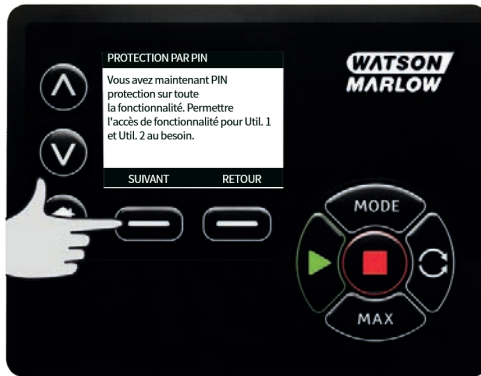 PROTECTION PAR PIN
WATSON
MARLOW
Vous avez maintenant PIN
protection sur toute
la fonctionnalité. Permettre
l'accès de fonctionnalité pour Util. 1
et Util. 2 au besoin.
SUIVANT RETOUR
MODE
MAX